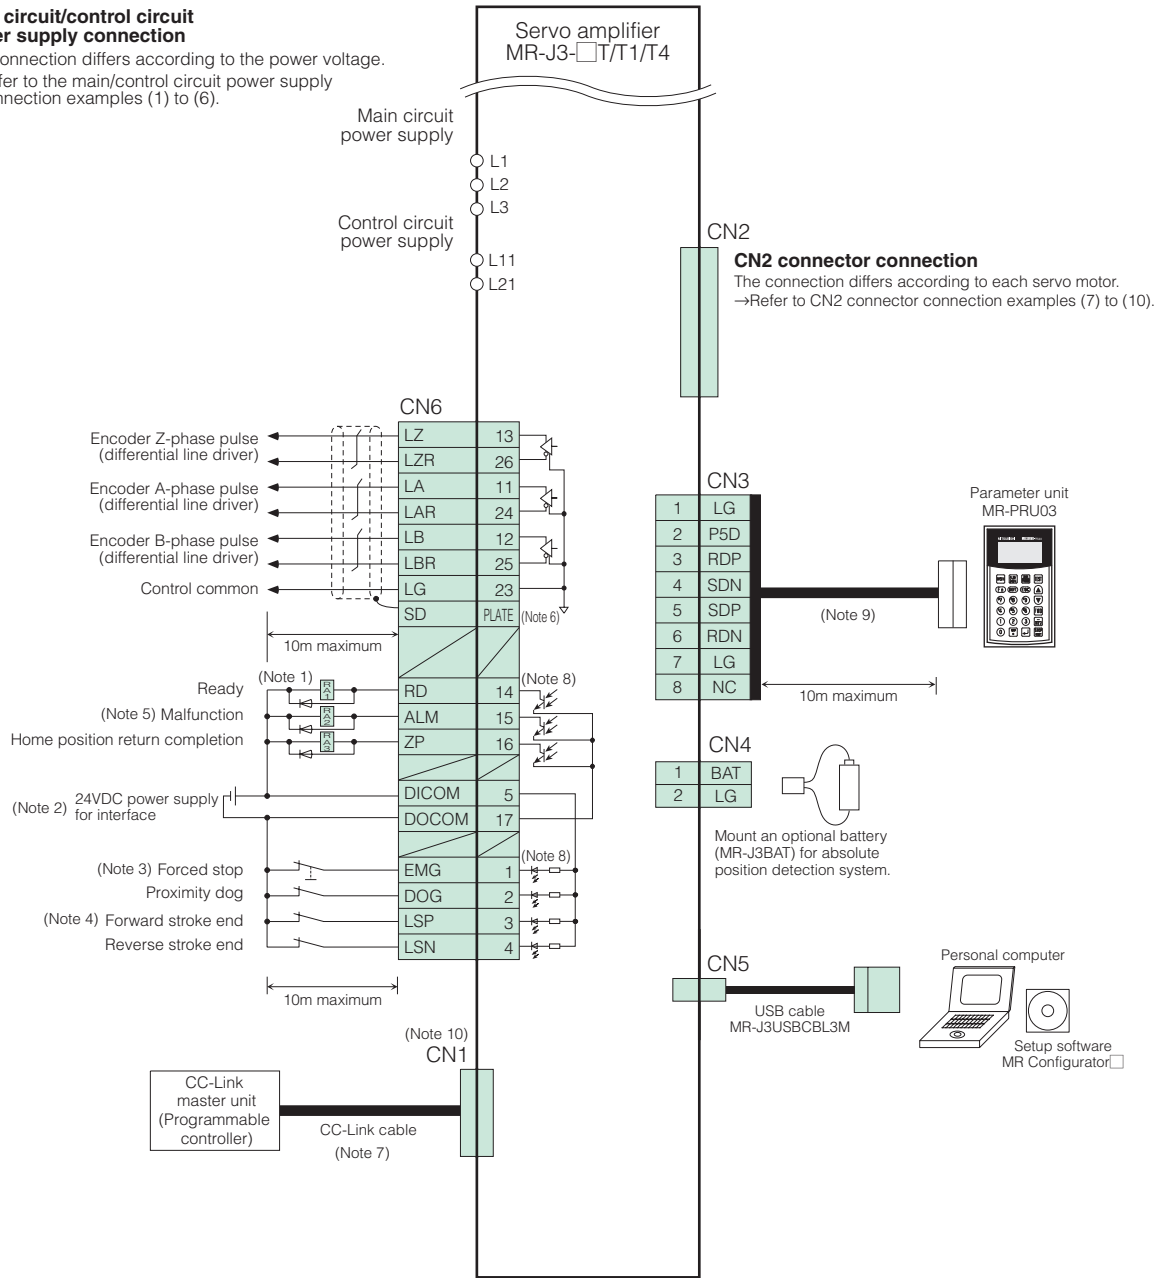 circuit/control circuit
supply connection
onnection differs according to the power voltage.
fer to the main/control circuit power supply
nnection examples (1) to (6).
Servo amplifier
MR-J3-□T/T1/T4
Main circuit
power supply
L1
L2
L3
Control circuit
power supply
L11
L21
CN2
CN2 connector connection
The connection differs according to each servo motor.
→Refer to CN2 connector connection examples (7) to (10).
CN6
Encoder Z-phase pulse
(differential line driver)
LZ 13
LZR 26
Encoder A-phase pulse
(differential line driver)
LA 11
LAR 24
Encoder B-phase pulse
(differential line driver)
LB 12
LBR 25
Control common
LG 23
SD PLATE (Note 6)
10m maximum
(Note 1)
(Note 8)
Ready RA1 RD 14
(Note 5) Malfunction RA2 ALM 15
Home position return completion RA3 ZP 16
(Note 2) 24VDC power supply
for interface
DICOM 5
DOCOM 17
(Note 8)
(Note 3) Forced stop EMG 1
Proximity dog DOG 2
(Note 4) Forward stroke end LSP 3
Reverse stroke end LSN 4
10m maximum
(Note 10)
CN1
CC-Link
master unit
(Programmable
controller)
CC-Link cable
(Note 7)
CN3
1 LG
2 P5D
3 RDP
4 SDN
5 SDP
6 RDN
7 LG
8 NC
(Note 9)
10m maximum
Parameter unit
MR-PRU03
CN4
1 BAT
2 LG
Mount an optional battery
(MR-J3BAT) for absolute
position detection system.
CN5
USB cable
MR-J3USBCBL3M
Personal computer
Setup software
MR Configurator□